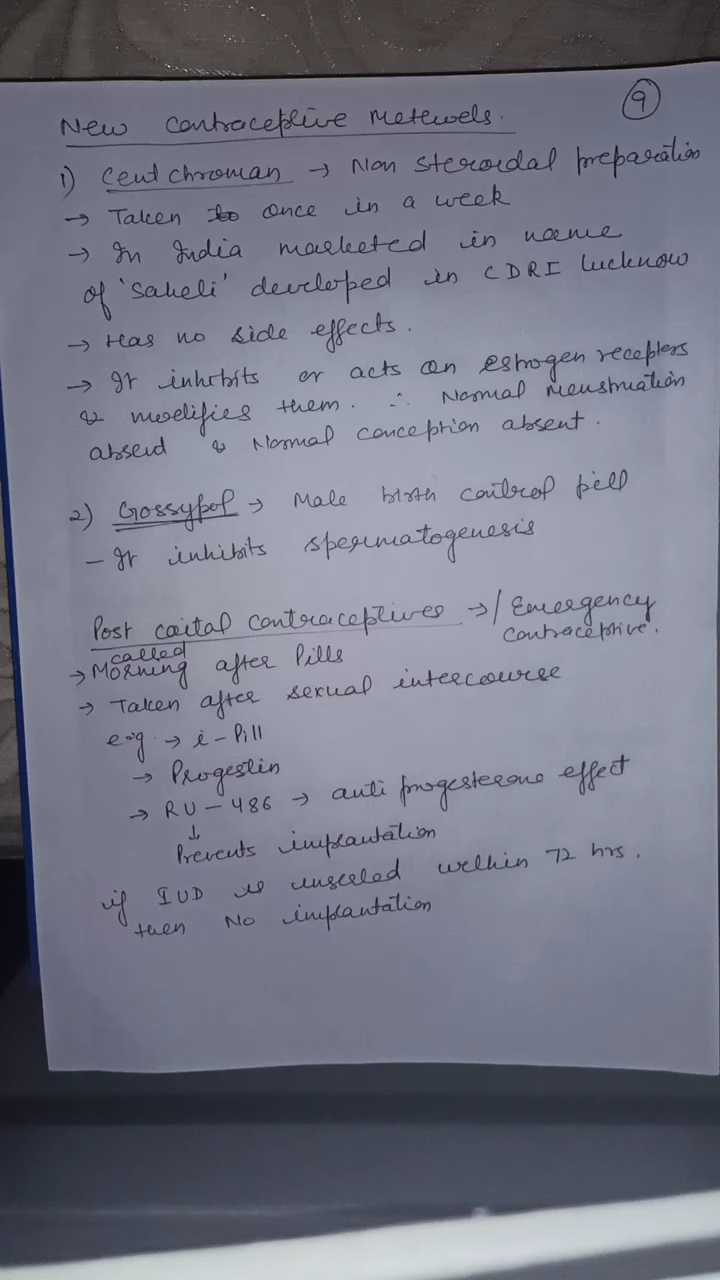 9
New Contraceptive Metewels.
1) Centchroman → Non steroidal preparation
→ Taken to once in a week
→ In India marketed in name
of 'Saheli' developed in CDRI lucknow
→ Has no side effects.
→ It inhibits or acts on estrogen recepters
& modifies them. ∴ Normal menstruation
absend & Normal conception absent.
2) Gossypol → Male birth control pill
- It inhibits spermatogenesis
Post coital contraceptives → / Emergency
contraceptive.
called
→ Morning after Pills
→ Taken after sexual intercourse
e.g → i-Pill
→ Progestin
→ RU-486 → anti progesterone effect
↓
Prevents implantation
if IUD is inserted within 72 hrs.
then No implantation